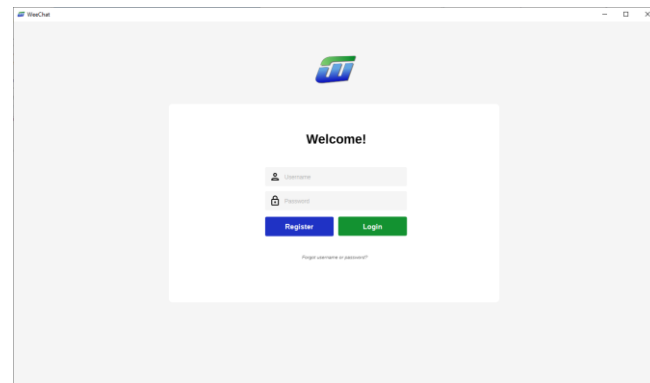 WeeChat
Welcome!
Username
Password
Register Login
Forgot username or password?